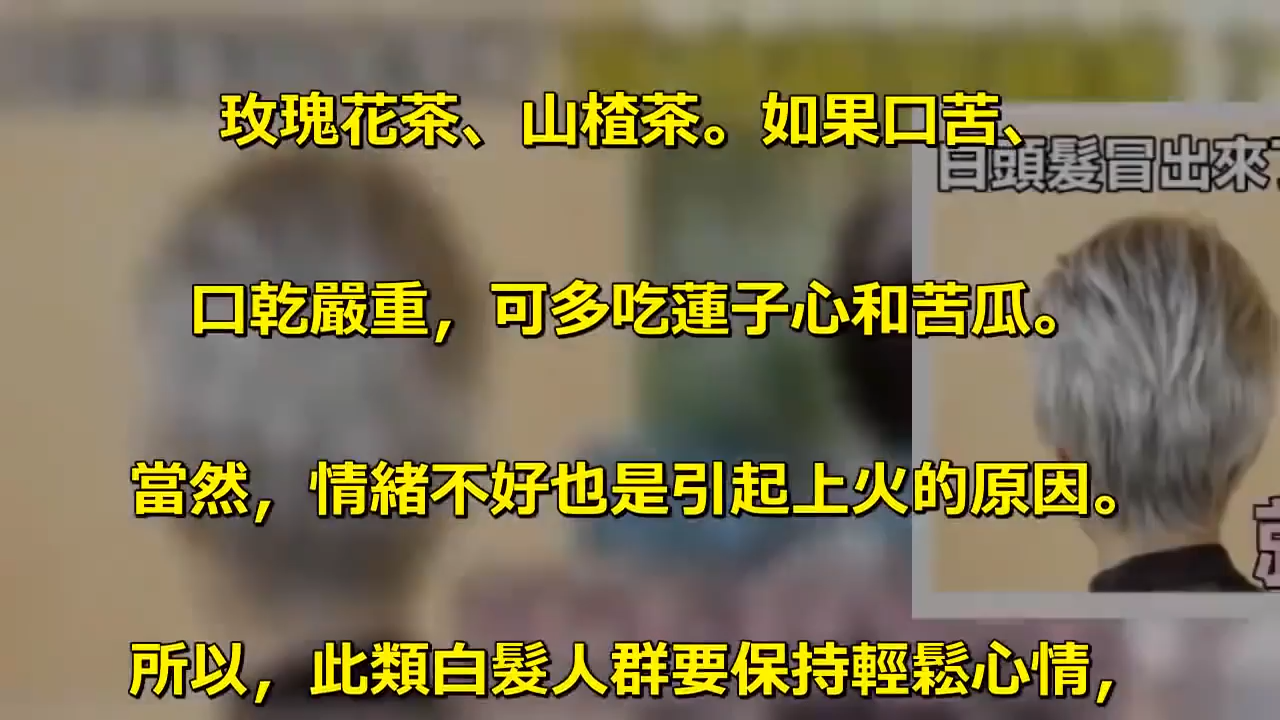 玫瑰花茶、山楂茶。如果口苦、
白頭髮冒出來
口乾嚴重，可多吃蓮子心和苦瓜。
當然，情緒不好也是引起上火的原因。
所以，此類白髮人群要保持輕鬆心情，